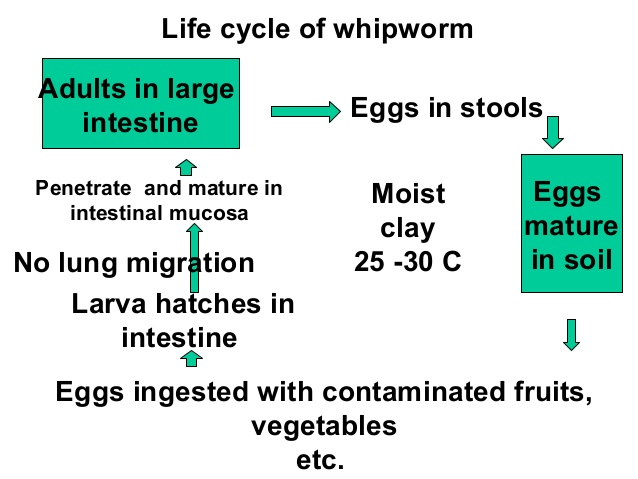 Life cycle of whipworm
Adults in large
intestine
Eggs in stools
Penetrate and mature in
intestinal mucosa
Moist
clay
25 -30 C
Eggs
mature
in soil
No lung migration
Larva hatches in
intestine
Eggs ingested with contaminated fruits,
vegetables
etc.